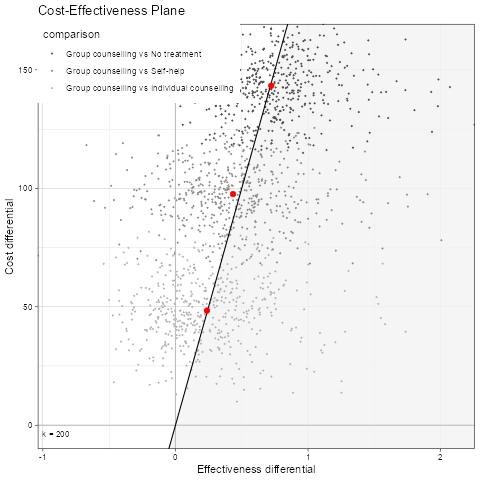 Cost-Effectiveness Plane
comparison
Group counselling vs No treatment
Group counselling vs Self-help
Group counselling vs Individual counselling
150
100
50
0
k = 200
-1
0
1
2
Effectiveness differential
Cost differential